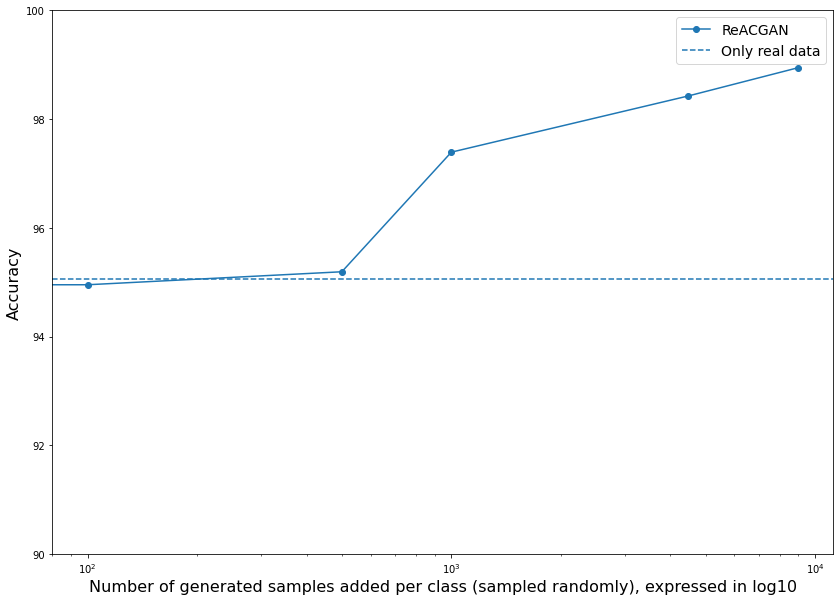 100
98
96
94
92
90
Accuracy
ReACGAN
Only real data
10²
10³
10⁴
Number of generated samples added per class (sampled randomly), expressed in log10